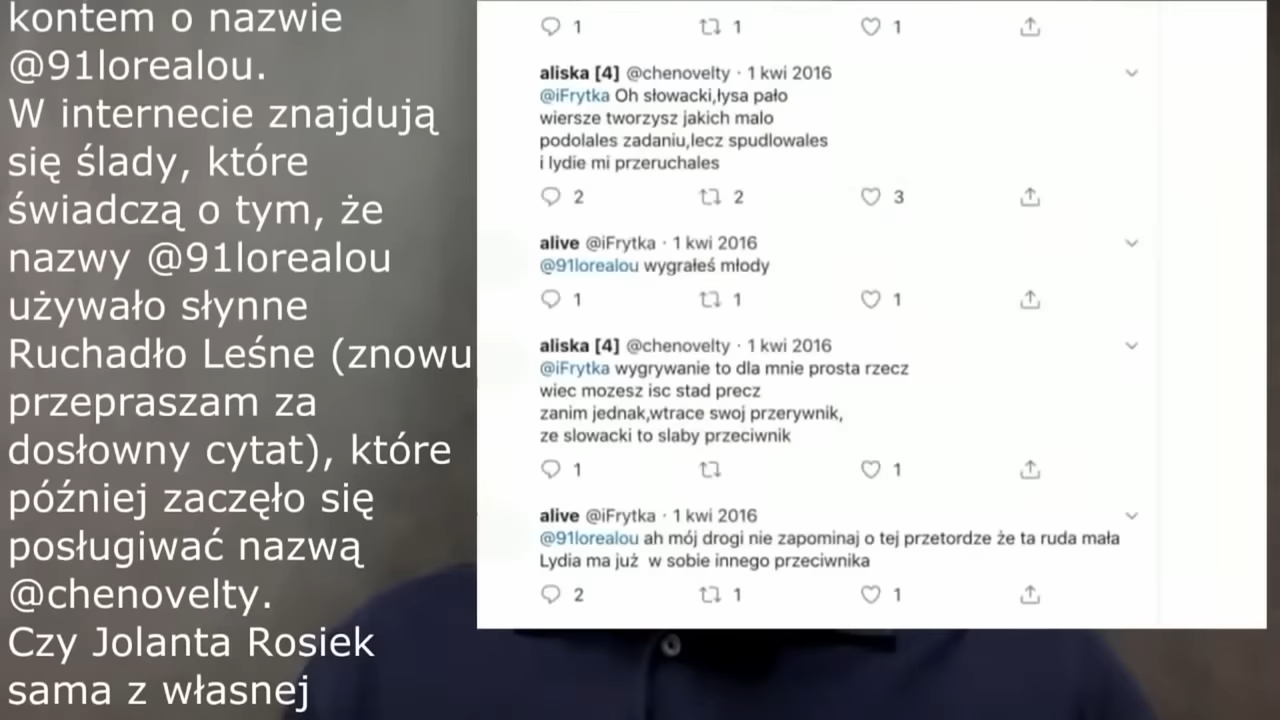 kontem o nazwie
@91lorealou.
W internecie znajdują
się ślady, które
świadczą o tym, że
nazwy @91lorealou
używało słynne
Ruchadło Leśne (znowu
przepraszam za
dosłowny cytat), które
później zaczęło się
posługiwać nazwą
@chenovelty.
Czy Jolanta Rosiek
sama z własnej
1 1 1
aliska [4] @chenovelty · 1 kwi 2016
@iFrytka Oh słowacki,łysa pało
wiersze tworzysz jakich malo
podolales zadaniu,lecz spudlowales
i lydie mi przeruchales
2 2 3
alive @iFrytka · 1 kwi 2016
@91lorealou wygrałeś młody
1 1 1
aliska [4] @chenovelty · 1 kwi 2016
@iFrytka wygrywanie to dla mnie prosta rzecz
wiec mozesz isc stad precz
zanim jednak,wtrace swoj przerywnik,
ze slowacki to slaby przeciwnik
1 1
alive @iFrytka · 1 kwi 2016
@91lorealou ah mój drogi nie zapominaj o tej przetordze że ta ruda mała
Lydia ma już w sobie innego przeciwnika
2 1 1